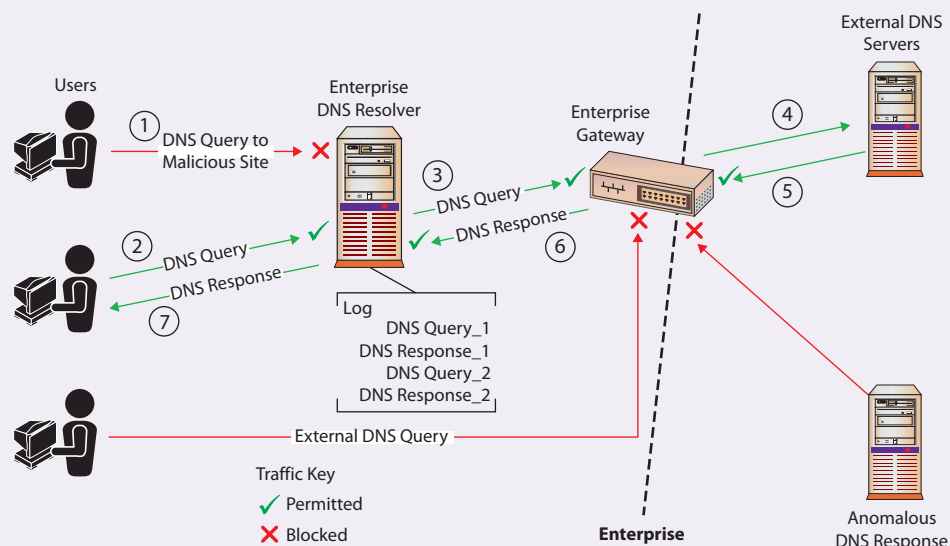 Users
Enterprise
DNS Resolver
Enterprise
Gateway
External DNS
Servers
1
DNS Query to
Malicious Site
2
DNS Query
DNS Response
7
3
DNS Query
DNS Response
6
4
5
Log
DNS Query_1
DNS Response_1
DNS Query_2
DNS Response_2
External DNS Query
Traffic Key
Permitted
Blocked
Enterprise
Anomalous
DNS Response